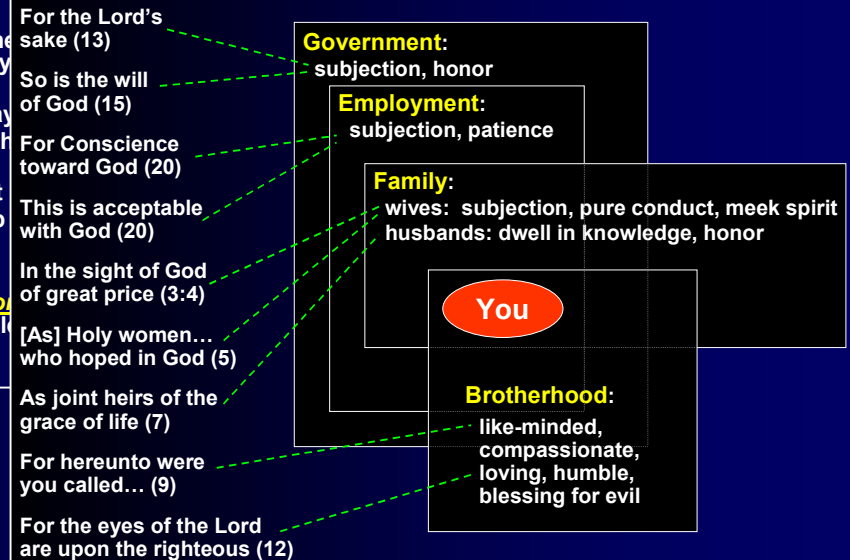 For the Lord's
sake (13)
So is the will
of God (15)
For Conscience
toward God (20)
This is acceptable
with God (20)
In the sight of God
of great price (3:4)
[As] Holy women…
who hoped in God (5)
As joint heirs of the
grace of life (7)
For hereunto were
you called… (9)
For the eyes of the Lord
are upon the righteous (12)
Government:
subjection, honor
Employment:
subjection, patience
Family:
wives: subjection, pure conduct, meek spirit
husbands: dwell in knowledge, honor
You
Brotherhood:
like-minded,
compassionate,
loving, humble,
blessing for evil